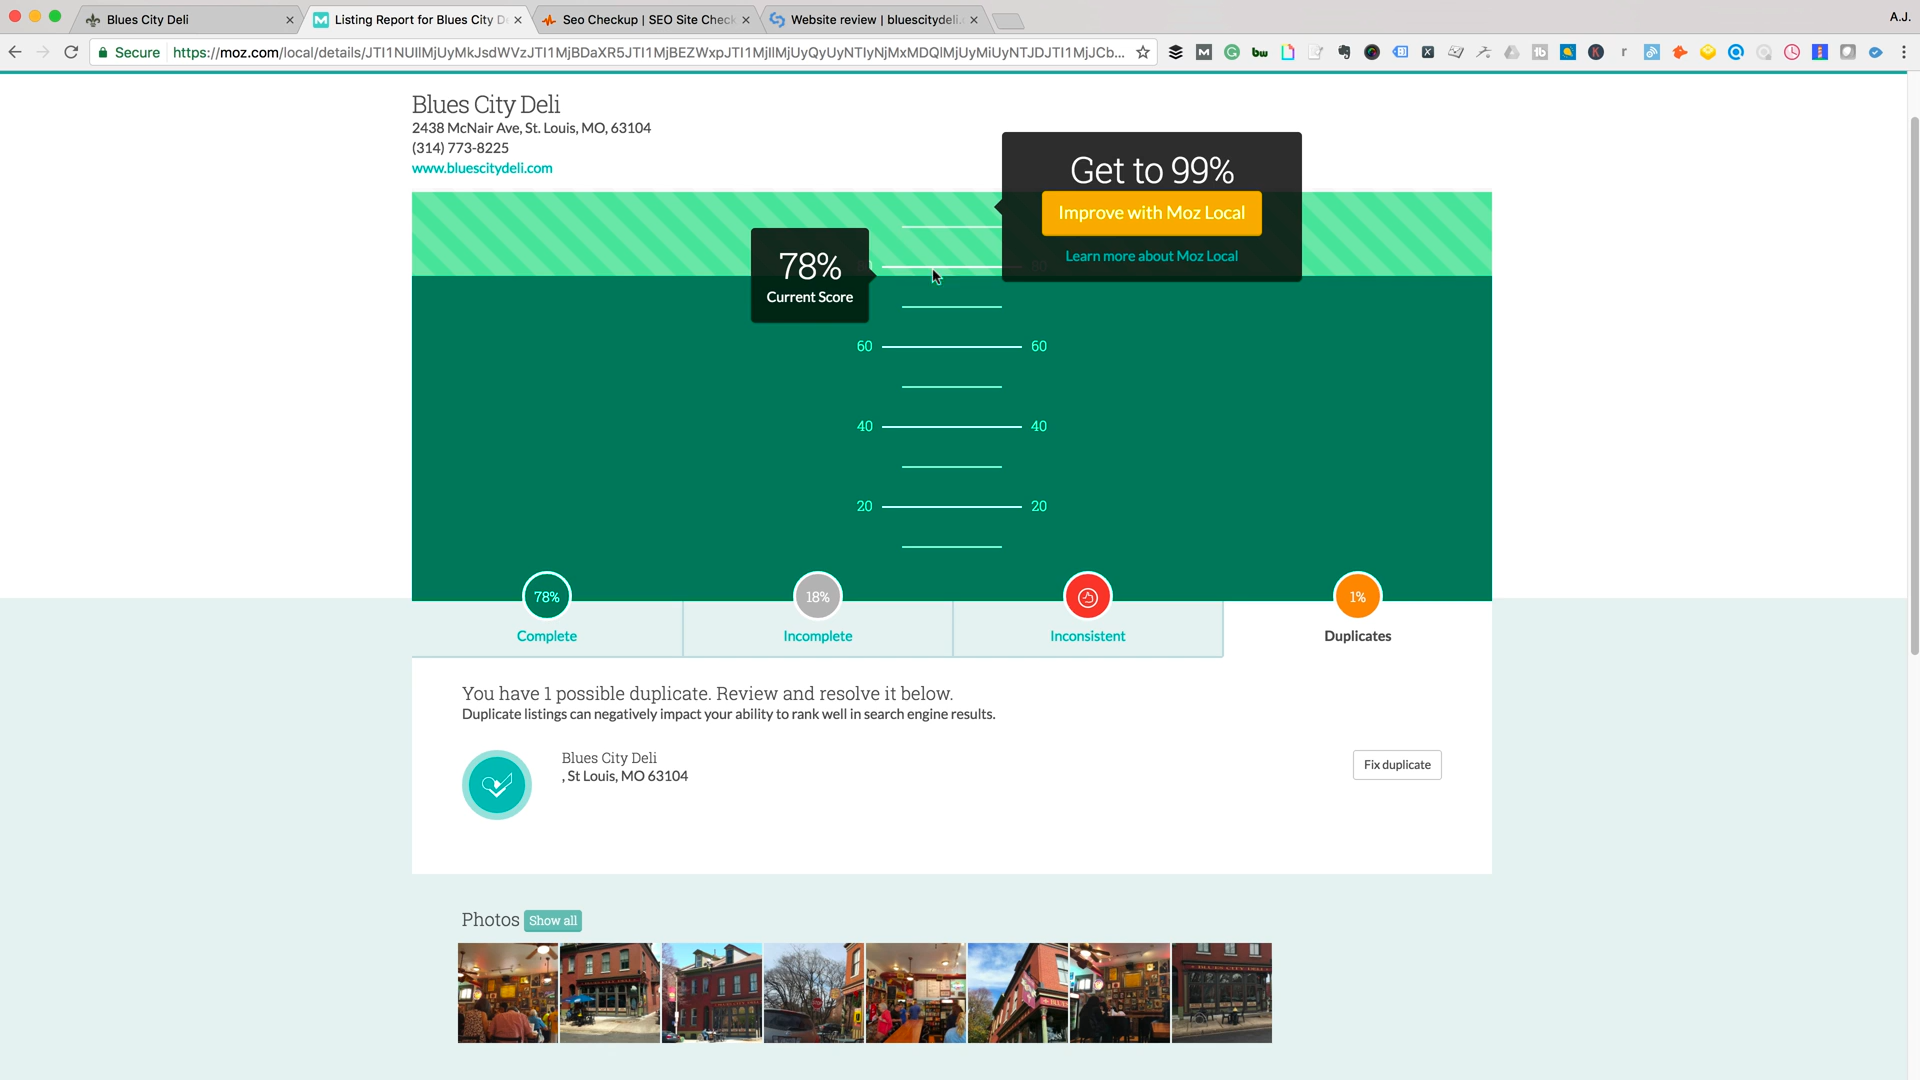 Blues City Deli
Listing Report for Blues City D
Seo Checkup | SEO Site Check
Website review | bluescitydeli.
A.J.
Secure
https://moz.com/local/details/
Blues City Deli
2438 McNair Ave, St. Louis, MO, 63104
(314) 773-8225
www.bluescitydeli.com
Get to 99%
Improve with Moz Local
Learn more about Moz Local
78%
Current Score
80 80
60 60
40 40
20 20
78% 18% 1%
Complete Incomplete Inconsistent Duplicates
You have 1 possible duplicate. Review and resolve it below.
Duplicate listings can negatively impact your ability to rank well in search engine results.
Blues City Deli
, St Louis, MO 63104
Fix duplicate
Photos Show all